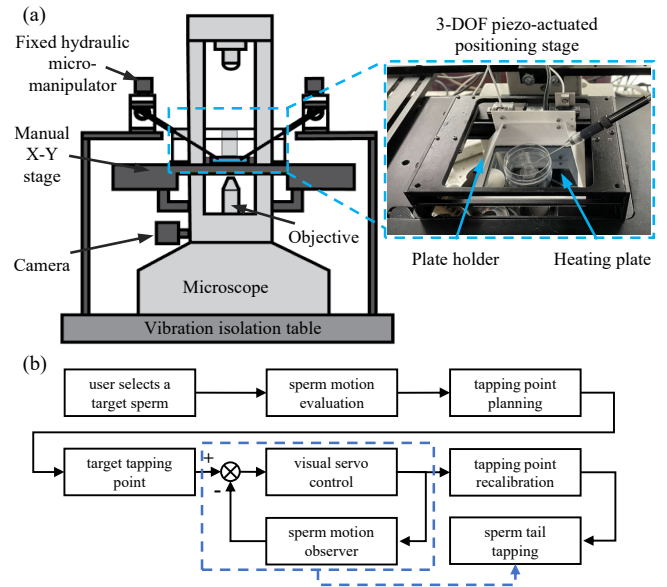 (a)
3-DOF piezo-actuated
positioning stage
Fixed hydraulic
micro-
manipulator
Manual
X-Y
stage
Camera
Objective
Microscope
Vibration isolation table
Plate holder
Heating plate
(b)
user selects a
target sperm
sperm motion
evaluation
tapping point
planning
target tapping
point
+
-
visual servo
control
tapping point
recalibration
sperm motion
observer
sperm tail
tapping